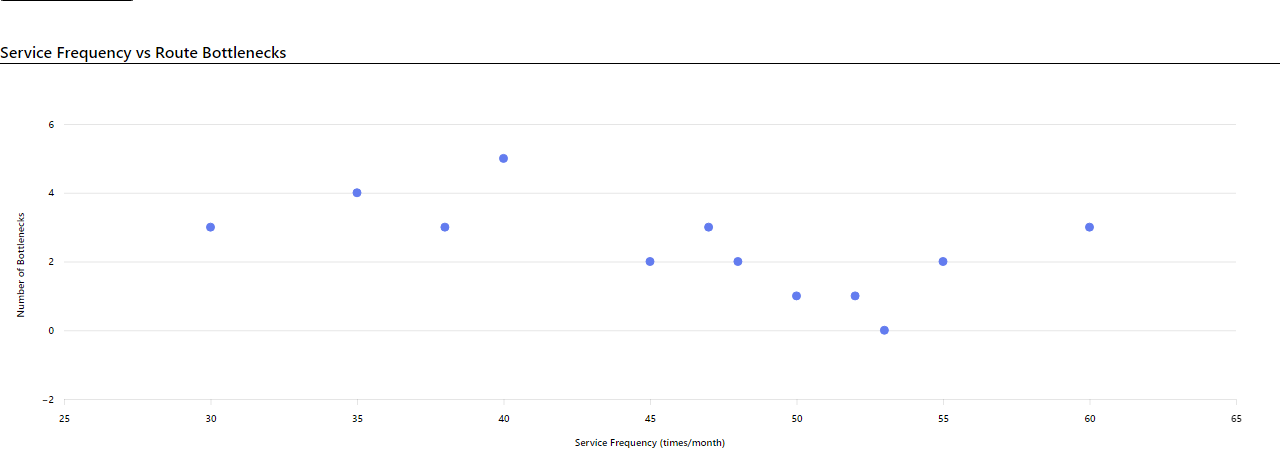 Service Frequency vs Route Bottlenecks
6
4
2
0
−2
Number of Bottlenecks
25 30 35 40 45 50 55 60 65
Service Frequency (times/month)